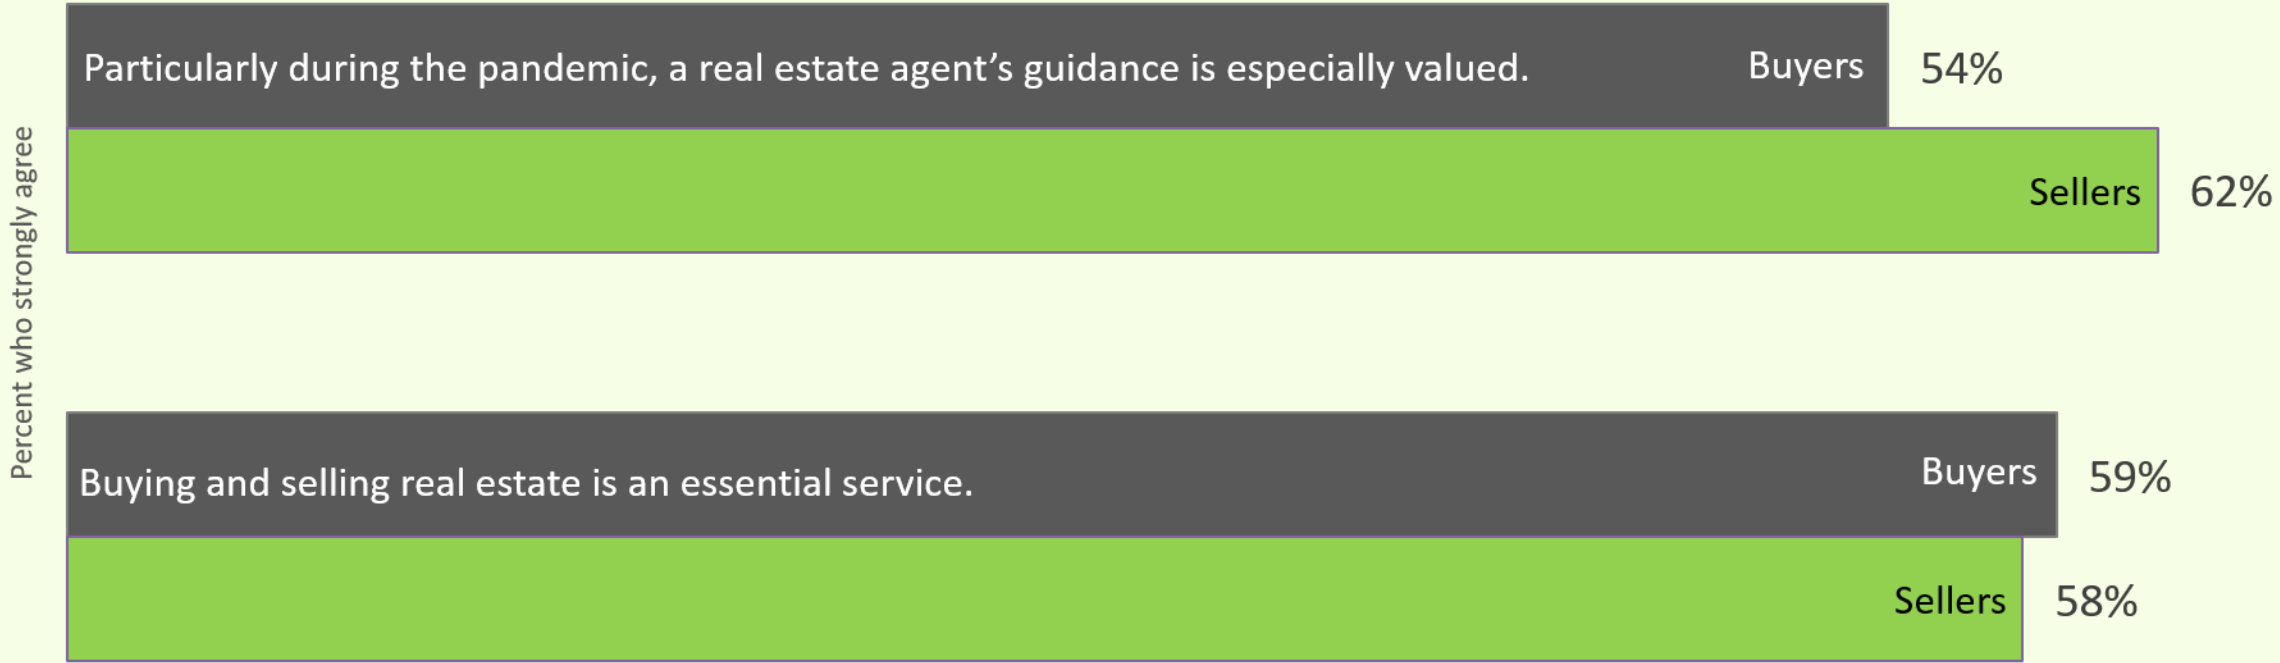 Percent who strongly agree
Particularly during the pandemic, a real estate agent’s guidance is especially valued.
Buyers
54%
Sellers
62%
Buying and selling real estate is an essential service.
Buyers
59%
Sellers
58%